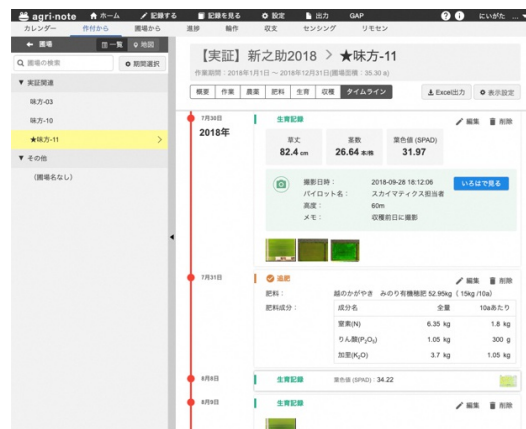 agri-note ホーム 記録する 記録を見る 設定 出力 GAP ? i にいがた ...
カレンダー 作付から 圃場から 進捗 輪作 収支 センシング リモセン
← 圃場 一覧 地図
圃場の検索 期間選択
▼ 実証関連
味方-03
味方-10
★味方-11
▼ その他
(圃場名なし)
【実証】新之助2018 > ★味方-11
作業期間：2018年1月1日 ～ 2018年12月31日(圃場面積：35.30 a)
概要 作業 農薬 肥料 生育 収穫 タイムライン Excel出力 表示設定
7月30日 生育記録 編集 削除
2018年
草丈 茎数 葉色値 (SPAD)
82.4 cm 26.64 本/株 31.97
撮影日時： 2018-09-28 18:12:06 いろはで見る
パイロット名： スカイマティクス担当者
高度： 60m
メモ： 収穫前日に撮影
7月31日 追肥 編集 削除
肥料： 越のかがやき みのり有機穂肥 52.95kg ( 15kg /10a)
肥料成分： 成分名 全量 10aあたり
窒素(N) 6.35 kg 1.8 kg
りん酸(P₂O₅) 1.05 kg 300 g
加里(K₂O) 3.7 kg 1.05 kg
8月8日 生育記録 葉色値 (SPAD)：34.22
8月9日 生育記録 編集 削除